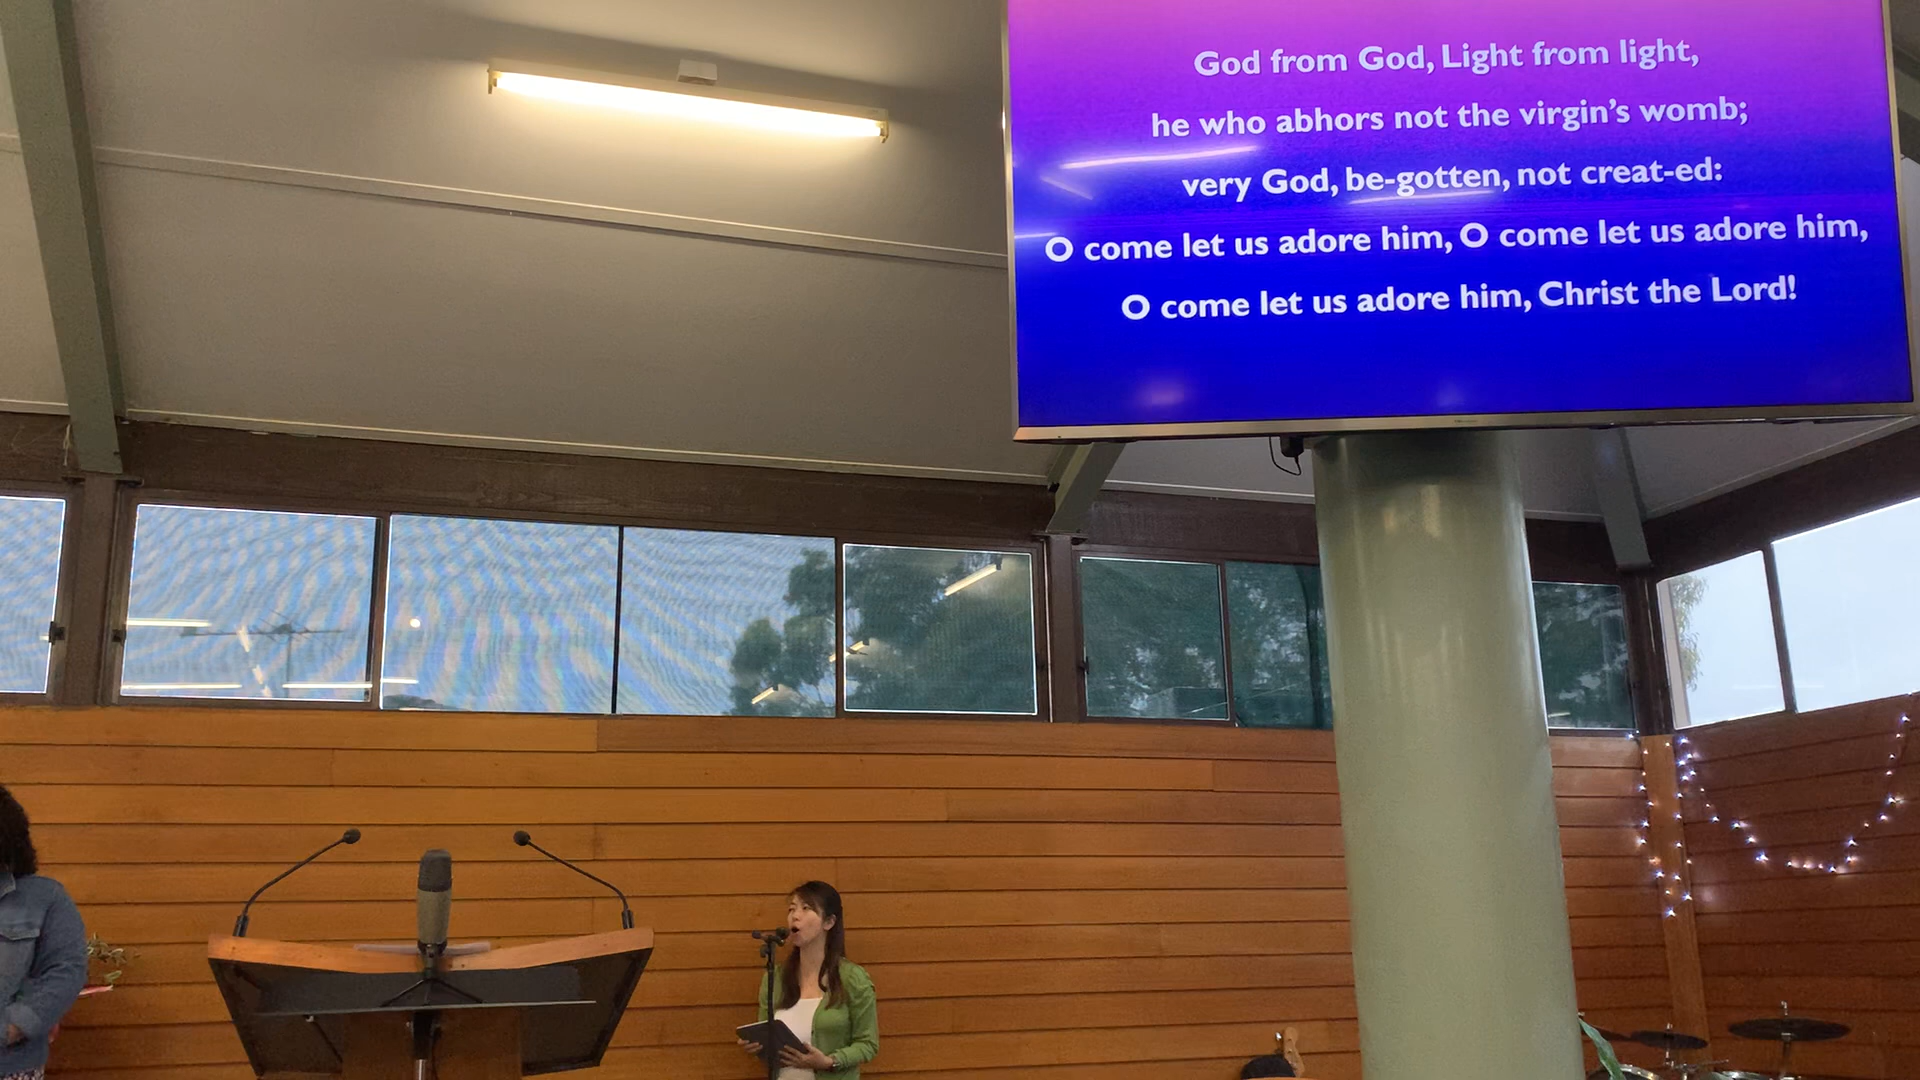 God from God, Light from light,
he who abhors not the virgin's womb;
very God, be-gotten, not creat-ed:
O come let us adore him, O come let us adore him,
O come let us adore him, Christ the Lord!